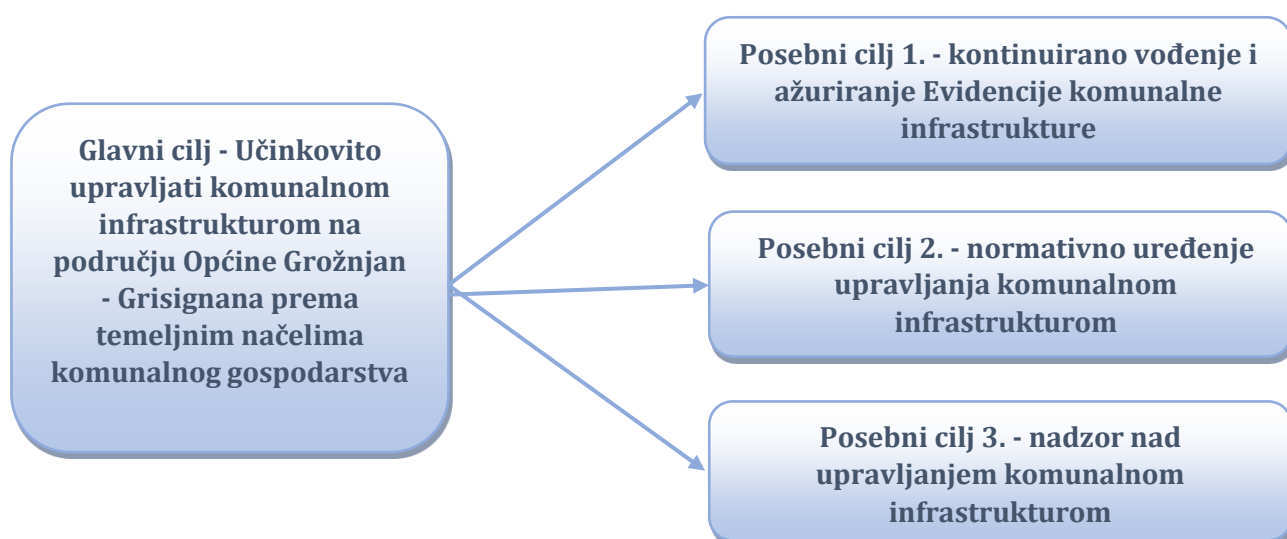 Glavni cilj - Učinkovito
upravljati komunalnom
infrastrukturom na
području Općine Grožnjan
- Grisignana prema
temeljnim načelima
komunalnog gospodarstva
Posebni cilj 1. - kontinuirano vođenje i
ažuriranje Evidencije komunalne
infrastrukture
Posebni cilj 2. - normativno uređenje
upravljanja komunalnom
infrastrukturom
Posebni cilj 3. - nadzor nad
upravljanjem komunalnom
infrastrukturom